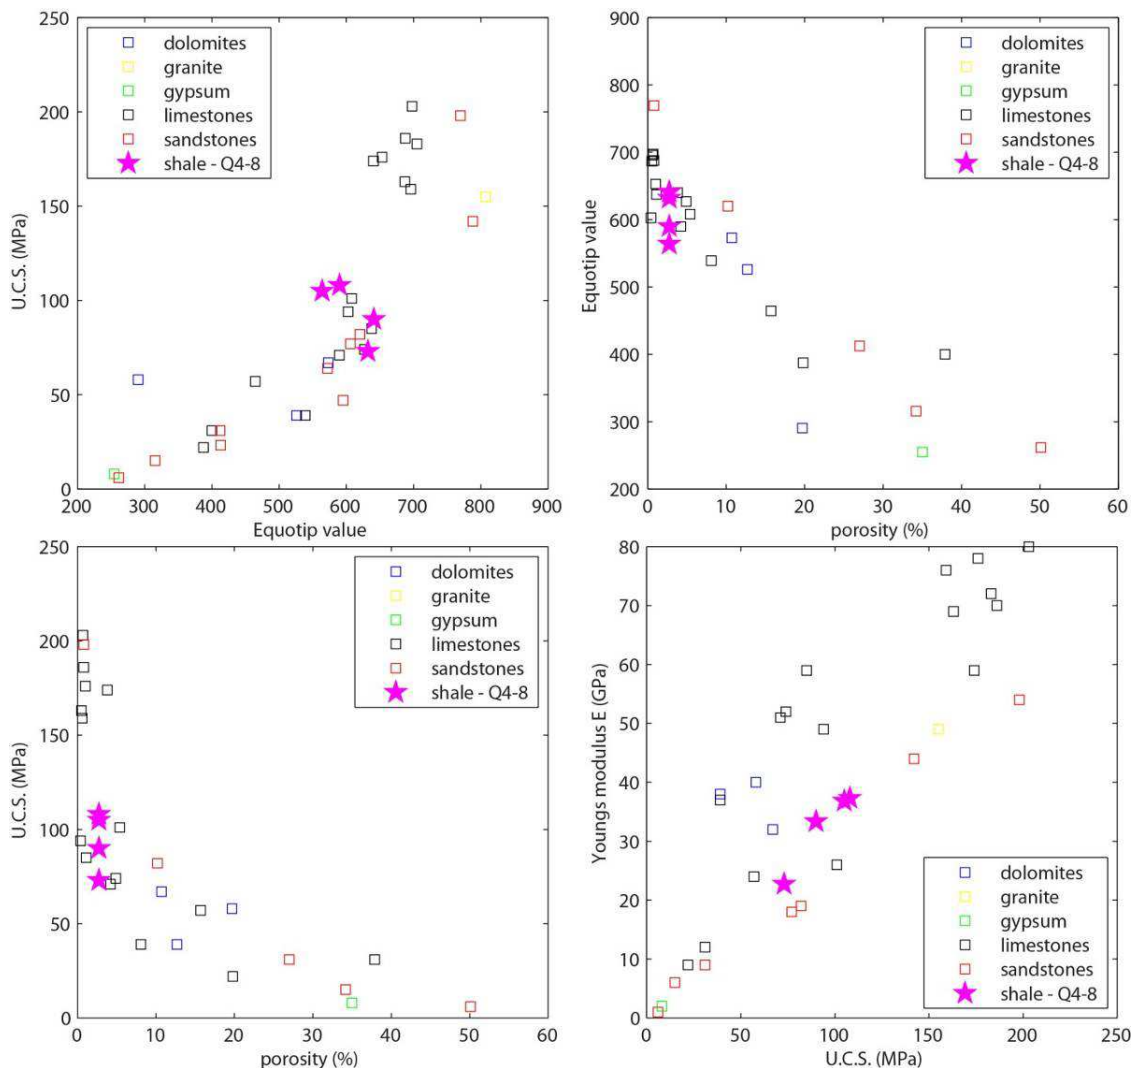 250
200
150
100
50
0
U.C.S. (MPa)
dolomites
granite
gypsum
limestones
sandstones
shale - Q4-8
200 300 400 500 600 700 800 900
Equotip value
900
800
700
600
500
400
300
200
Equotip value
dolomites
granite
gypsum
limestones
sandstones
shale - Q4-8
0 10 20 30 40 50 60
porosity (%)
250
200
150
100
50
0
U.C.S. (MPa)
dolomites
granite
gypsum
limestones
sandstones
shale - Q4-8
0 10 20 30 40 50 60
porosity (%)
80
70
60
50
40
30
20
10
0
Youngs modulus E (GPa)
dolomites
granite
gypsum
limestones
sandstones
shale - Q4-8
0 50 100 150 200 250
U.C.S. (MPa)